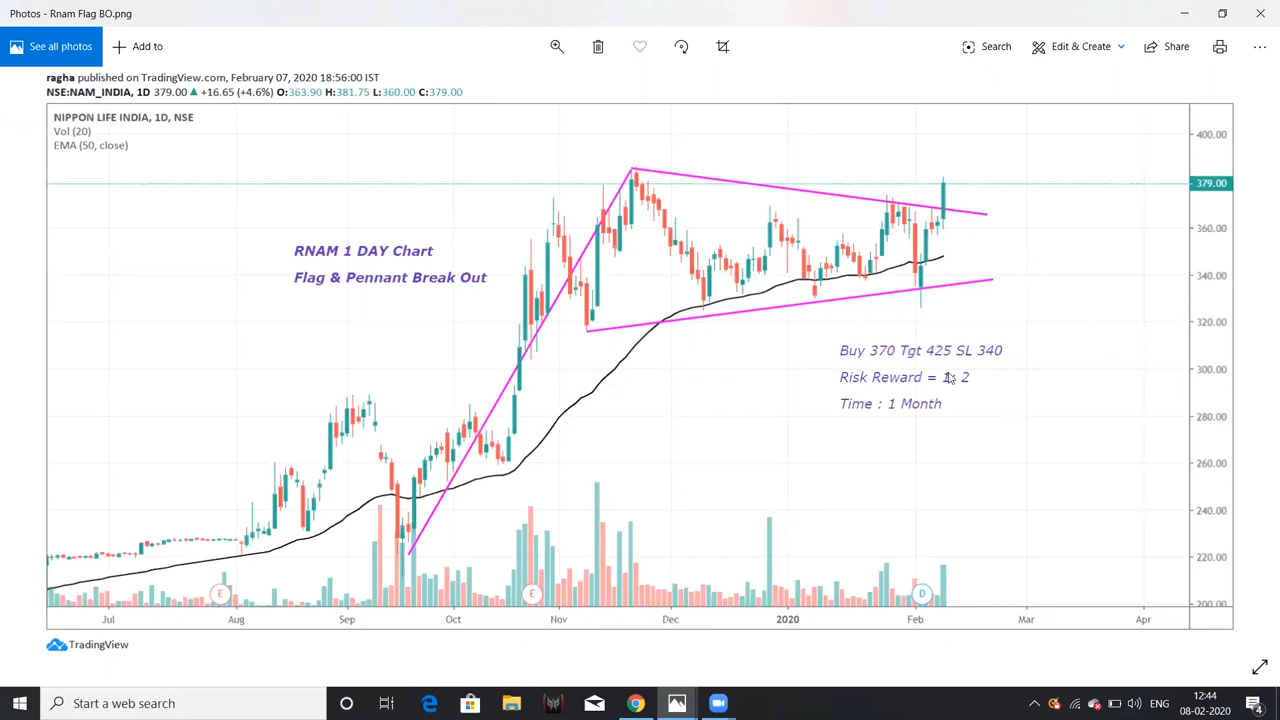 Photos - Rnam Flag BO.png
See all photos
Add to
Search
Edit & Create
Share
ragha published on TradingView.com, February 07, 2020 18:56:00 IST
NSE:NAM_INDIA, 1D 379.00 ▲ +16.65 (+4.6%) O:363.90 H:381.75 L:360.00 C:379.00
NIPPON LIFE INDIA, 1D, NSE
Vol (20)
EMA (50, close)
400.00
379.00
360.00
340.00
320.00
300.00
280.00
260.00
240.00
220.00
200.00
RNAM 1 DAY Chart
Flag & Pennant Break Out
Buy 370 Tgt 425 SL 340
Risk Reward = 1: 2
Time : 1 Month
E
E
D
Jul
Aug
Sep
Oct
Nov
Dec
2020
Feb
Mar
Apr
TradingView
Start a search
ENG
12:44
08-02-2020
4